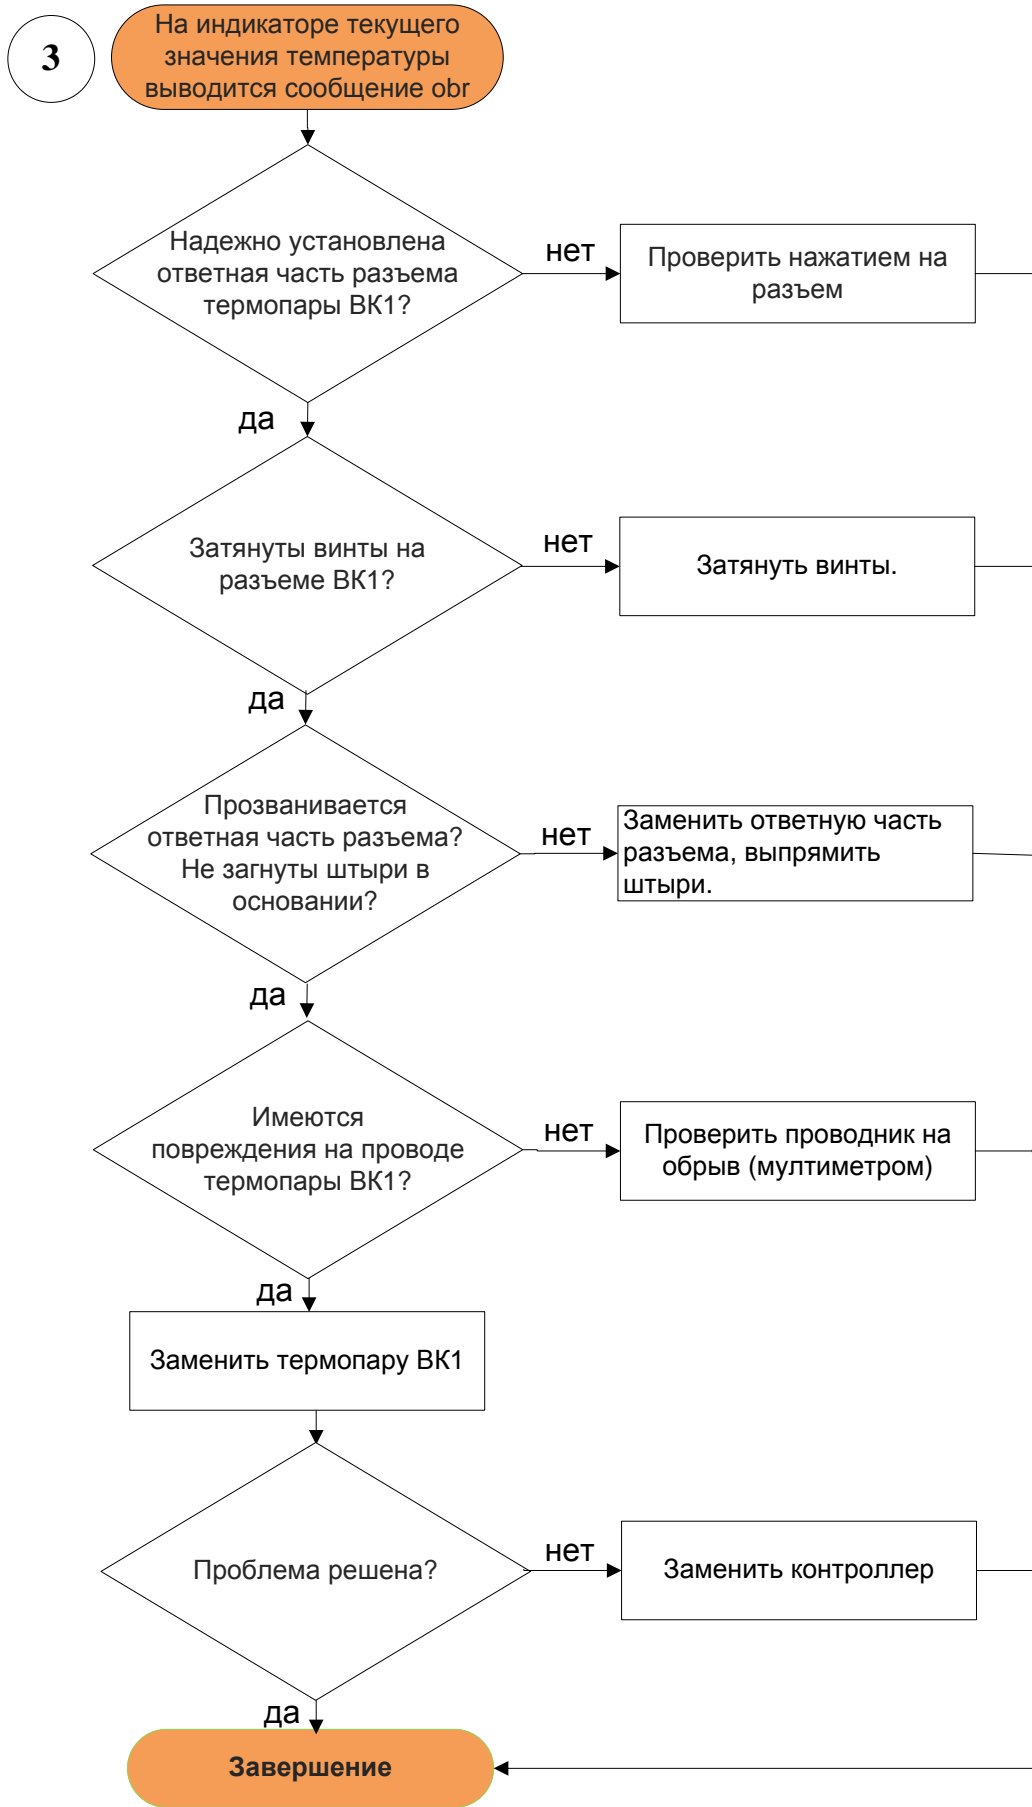 3
На индикаторе текущего
значения температуры
выводится сообщение obr
Надежно установлена
ответная часть разъема
термопары ВК1?
нет
Проверить нажатием на
разъем
да
Затянуты винты на
разъеме ВК1?
нет
Затянуть винты.
да
Прозванивается
ответная часть разъема?
Не загнуты штыри в
основании?
нет
Заменить ответную часть
разъема, выпрямить
штыри.
да
Имеются
повреждения на проводе
термопары ВК1?
нет
Проверить проводник на
обрыв (мултиметром)
да
Заменить термопару ВК1
Проблема решена?
нет
Заменить контроллер
да
Завершение